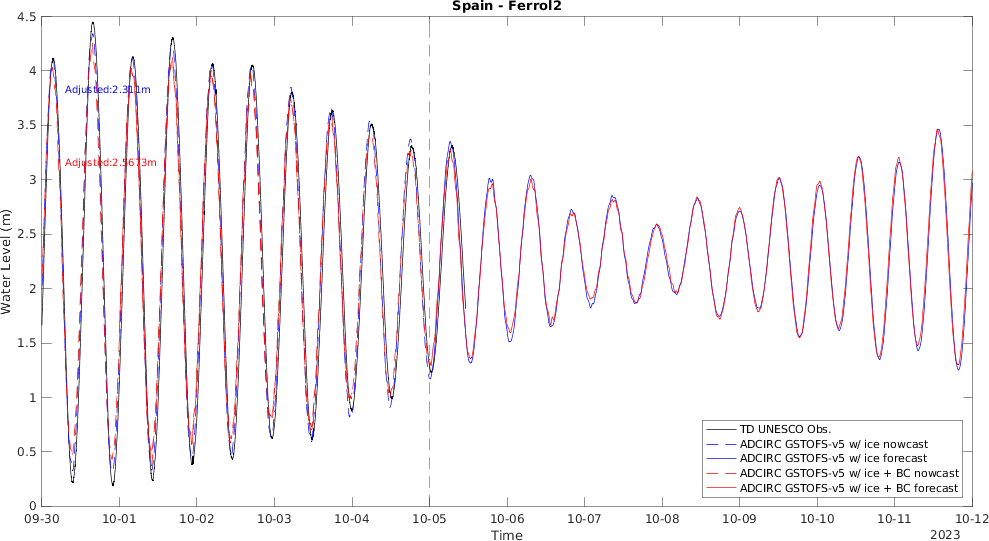 Spain - Ferrol2
4.5
4
3.5
3
2.5
2
1.5
1
0.5
0
Water Level (m)
Adjusted:2.311m
Adjusted:2.5673m
TD UNESCO Obs.
ADCIRC GSTOFS-v5 w/ ice nowcast
ADCIRC GSTOFS-v5 w/ ice forecast
ADCIRC GSTOFS-v5 w/ ice + BC nowcast
ADCIRC GSTOFS-v5 w/ ice + BC forecast
09-30 10-01 10-02 10-03 10-04 10-05 10-06 10-07 10-08 10-09 10-10 10-11 10-12
Time
2023